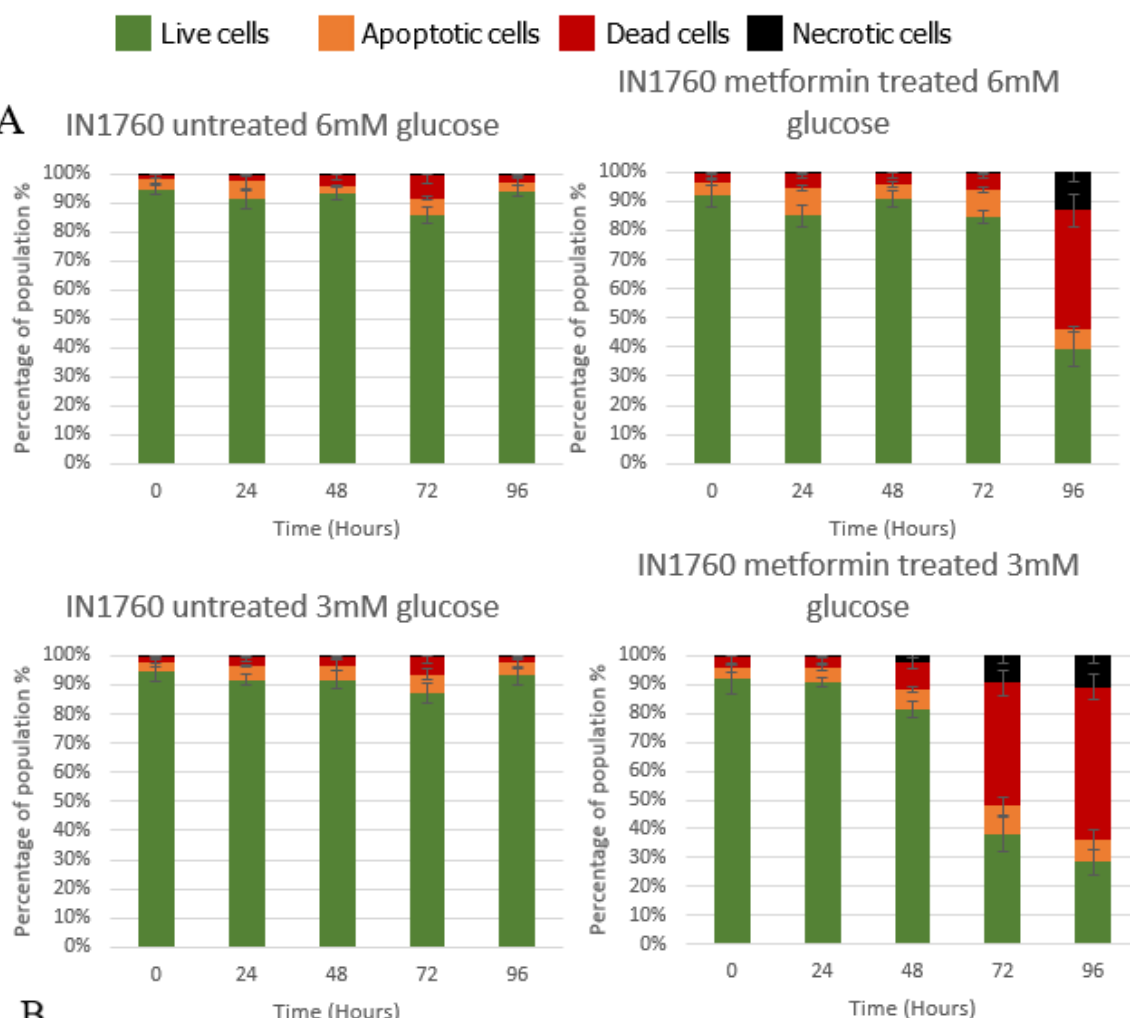 Live cells Apoptotic cells Dead cells Necrotic cells
A
IN1760 untreated 6mM glucose
Percentage of population %
100%
90%
80%
70%
60%
50%
40%
30%
20%
10%
0%
0 24 48 72 96
Time (Hours)
IN1760 metformin treated 6mM
glucose
Percentage of population %
100%
90%
80%
70%
60%
50%
40%
30%
20%
10%
0%
0 24 48 72 96
Time (Hours)
IN1760 untreated 3mM glucose
Percentage of population %
100%
90%
80%
70%
60%
50%
40%
30%
20%
10%
0%
0 24 48 72 96
Time (Hours)
IN1760 metformin treated 3mM
glucose
Percentage of population %
100%
90%
80%
70%
60%
50%
40%
30%
20%
10%
0%
0 24 48 72 96
Time (Hours)
B